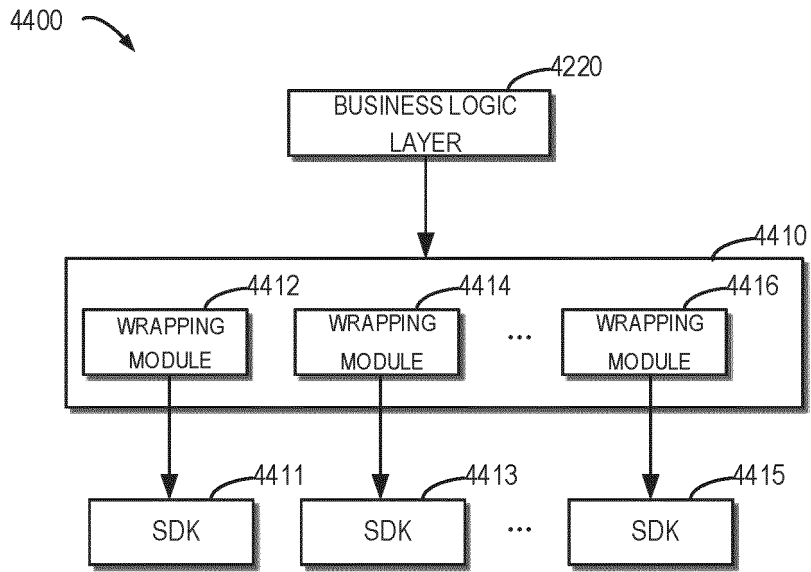 4400
4220
BUSINESS LOGIC
LAYER
4410
4412
4414
4416
WRAPPING
MODULE
WRAPPING
MODULE
...
WRAPPING
MODULE
4411
4413
4415
SDK
SDK
...
SDK